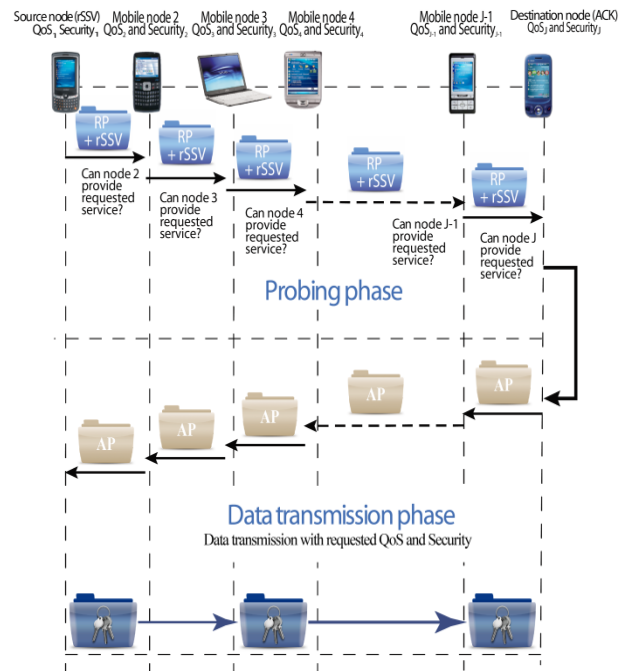 Source node (rSSV)
QoS₁, Security₁
Mobile node 2
QoS₂ and Security₂
Mobile node 3
QoS₃ and Security₃
Mobile node 4
QoS₄ and Security₄
Mobile node J-1
QoSJ-1 and SecurityJ-1
Destination node (ACK)
QoSJ and SecurityJ
RP
+ rSSV
RP
+ rSSV
RP
+ rSSV
RP
+ rSSV
RP
+ rSSV
Can node 2
provide
requested
service?
Can node 3
provide
requested
service?
Can node 4
provide
requested
service?
Can node J-1
provide
requested
service?
Can node J
provide
requested
service?
Probing phase
AP
AP
AP
AP
AP
Data transmission phase
Data transmission with requested QoS and Security